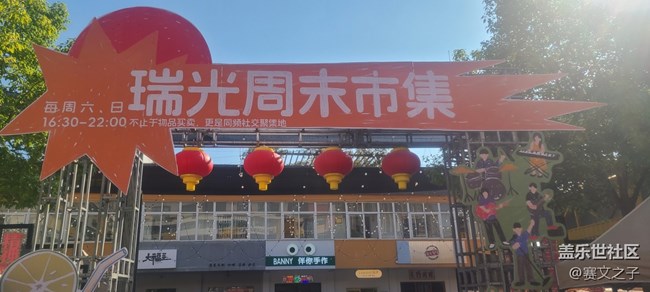 瑞光周末市集
每周六、日
16:30-22:00
不止于物品买卖，更是同频社交聚集地
BANNY 伴你手作
盖乐世社区
@赛文之子